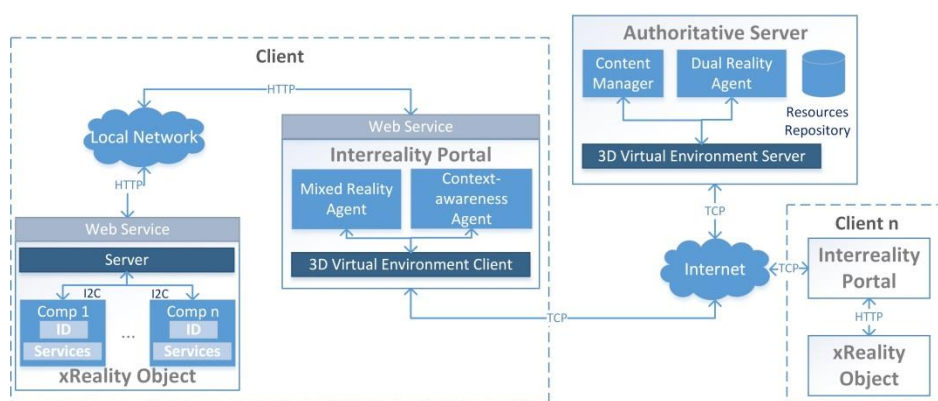 Client
HTTP
Local Network
HTTP
Web Service
Server
I2C I2C
Comp 1
ID
Services
...
Comp n
ID
Services
xReality Object
Web Service
Interreality Portal
Mixed Reality
Agent
Context-
awareness
Agent
3D Virtual Environment Client
TCP
Authoritative Server
Content
Manager
Dual Reality
Agent
Resources
Repository
3D Virtual Environment Server
TCP
Internet
TCP
Client n
Interreality
Portal
HTTP
xReality
Object